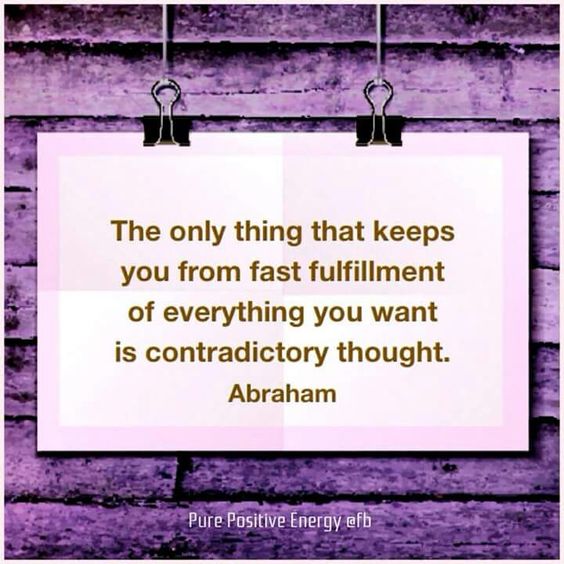 The only thing that keeps
you from fast fulfillment
of everything you want
is contradictory thought.
Abraham
Pure Positive Energy @fb